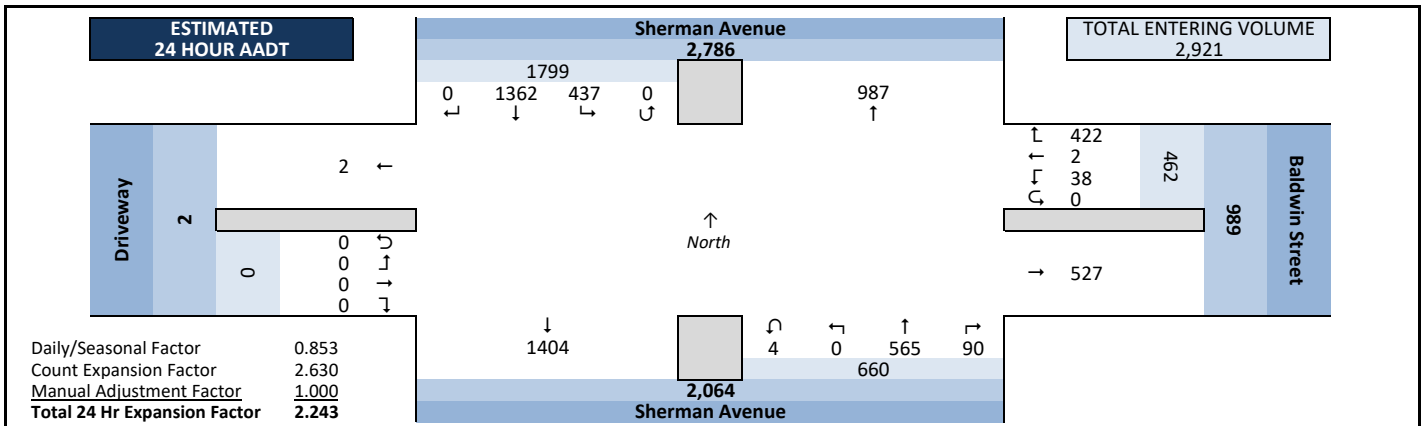 ESTIMATED
24 HOUR AADT
Sherman Avenue
2,786
TOTAL ENTERING VOLUME
2,921
1799
0 1362 437 0
↵ ↓ ↳ ↺
987
↑
Driveway
2
2 ←
0
0 ⮌
0 ↱
0 →
0 ↴
↑
North
↰ 422
← 2
↲ 38
↺ 0
462
989
Baldwin Street
→ 527
↓
1404
↶ ↰ ↑ ↱
4 0 565 90
660
2,064
Sherman Avenue
Daily/Seasonal Factor 0.853
Count Expansion Factor 2.630
Manual Adjustment Factor 1.000
Total 24 Hr Expansion Factor 2.243